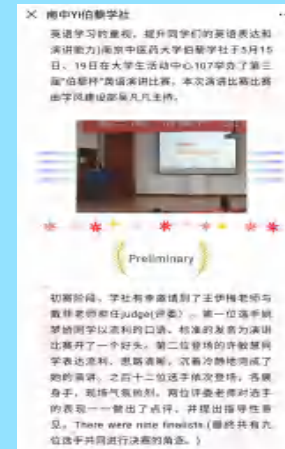 南中YI伯藜学社
英语学习的重视，提升同学们的英语表达和
演讲能力)南京中医药大学伯藜学社于5月15
日、19日在大学生活动中心107举办了第三
届"伯藜杯"英语演讲比赛。本次演讲比赛比赛
由学风建设部吴凡凡主持。
Preliminary
初赛阶段，学社有幸邀请到了王伊梅老师与
戴菲老师担任judge(评委)。第一位选手姚
梦娇同学以流利的口语、标准的发音为演讲
比赛开了一个好头，第二位登场的许敏慧同
学表达流利，思路清晰，沉着冷静地完成了
她的演讲，之后十二位选手依次登场，各展
身手，现场气氛热烈，两位评委老师对选手
的表现一一做出了点评，并提出指导性意
见。There were nine finalists.(最终共有九
位选手共同进行决赛的角逐。)